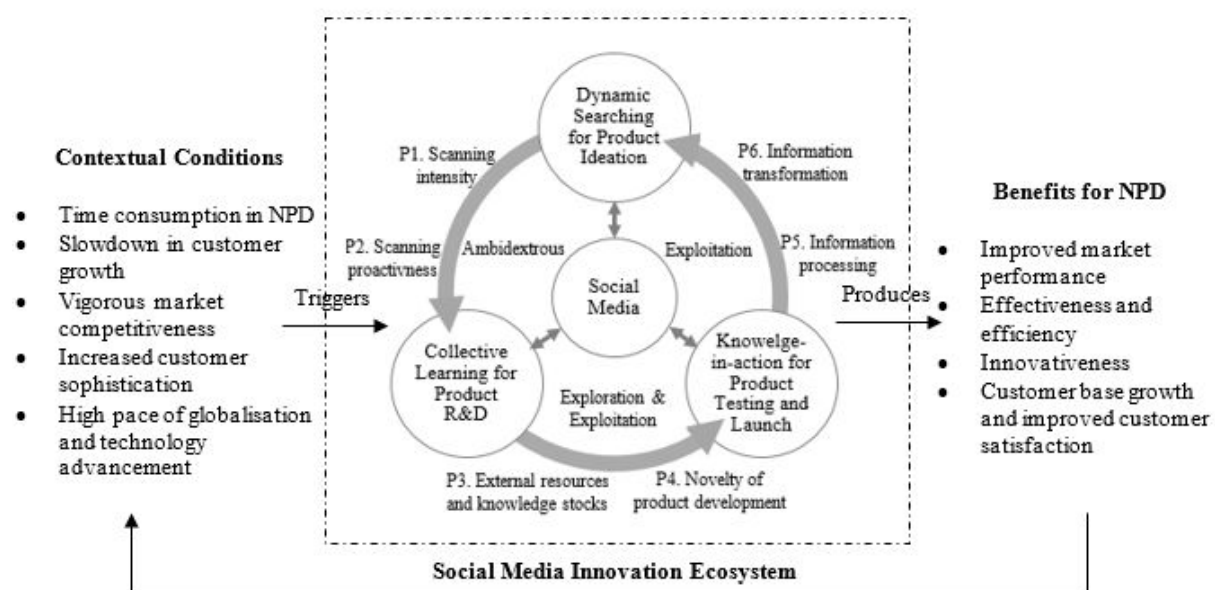 Contextual Conditions
• Time consumption in NPD
• Slowdown in customer
growth
• Vigorous market
competitiveness
• Increased customer
sophistication
• High pace of globalisation
and technology
advancement
Triggers
Dynamic
Searching
for Product
Ideation
P1. Scanning
intensity
P2. Scanning
proactivness
Ambidextrous
Social
Media
Exploitation
P6. Information
transformation
P5. Information
processing
Collective
Learning for
Product
R&D
Exploration &
Exploitation
Knowelge-
in-action for
Product
Testing and
Launch
P3. External resources
and knowledge stocks
P4. Novelty of
product development
Social Media Innovation Ecosystem
Produces
Benefits for NPD
• Improved market
performance
• Effectiveness and
efficiency
• Innovativeness
• Customer base growth
and improved customer
satisfaction